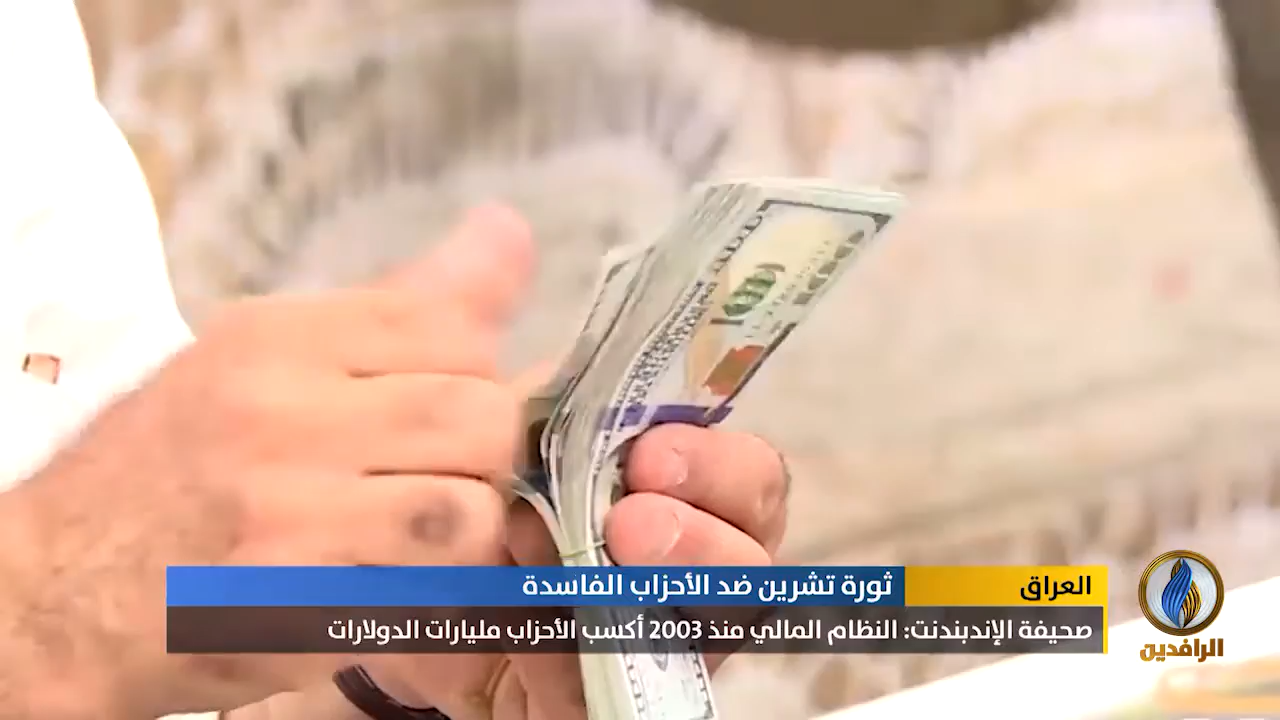 العراق
ثورة تشرين ضد الأحزاب الفاسدة
صحيفة الإندبندنت: النظام المالي منذ 2003 أكسب الأحزاب مليارات الدولارات
الرافدين